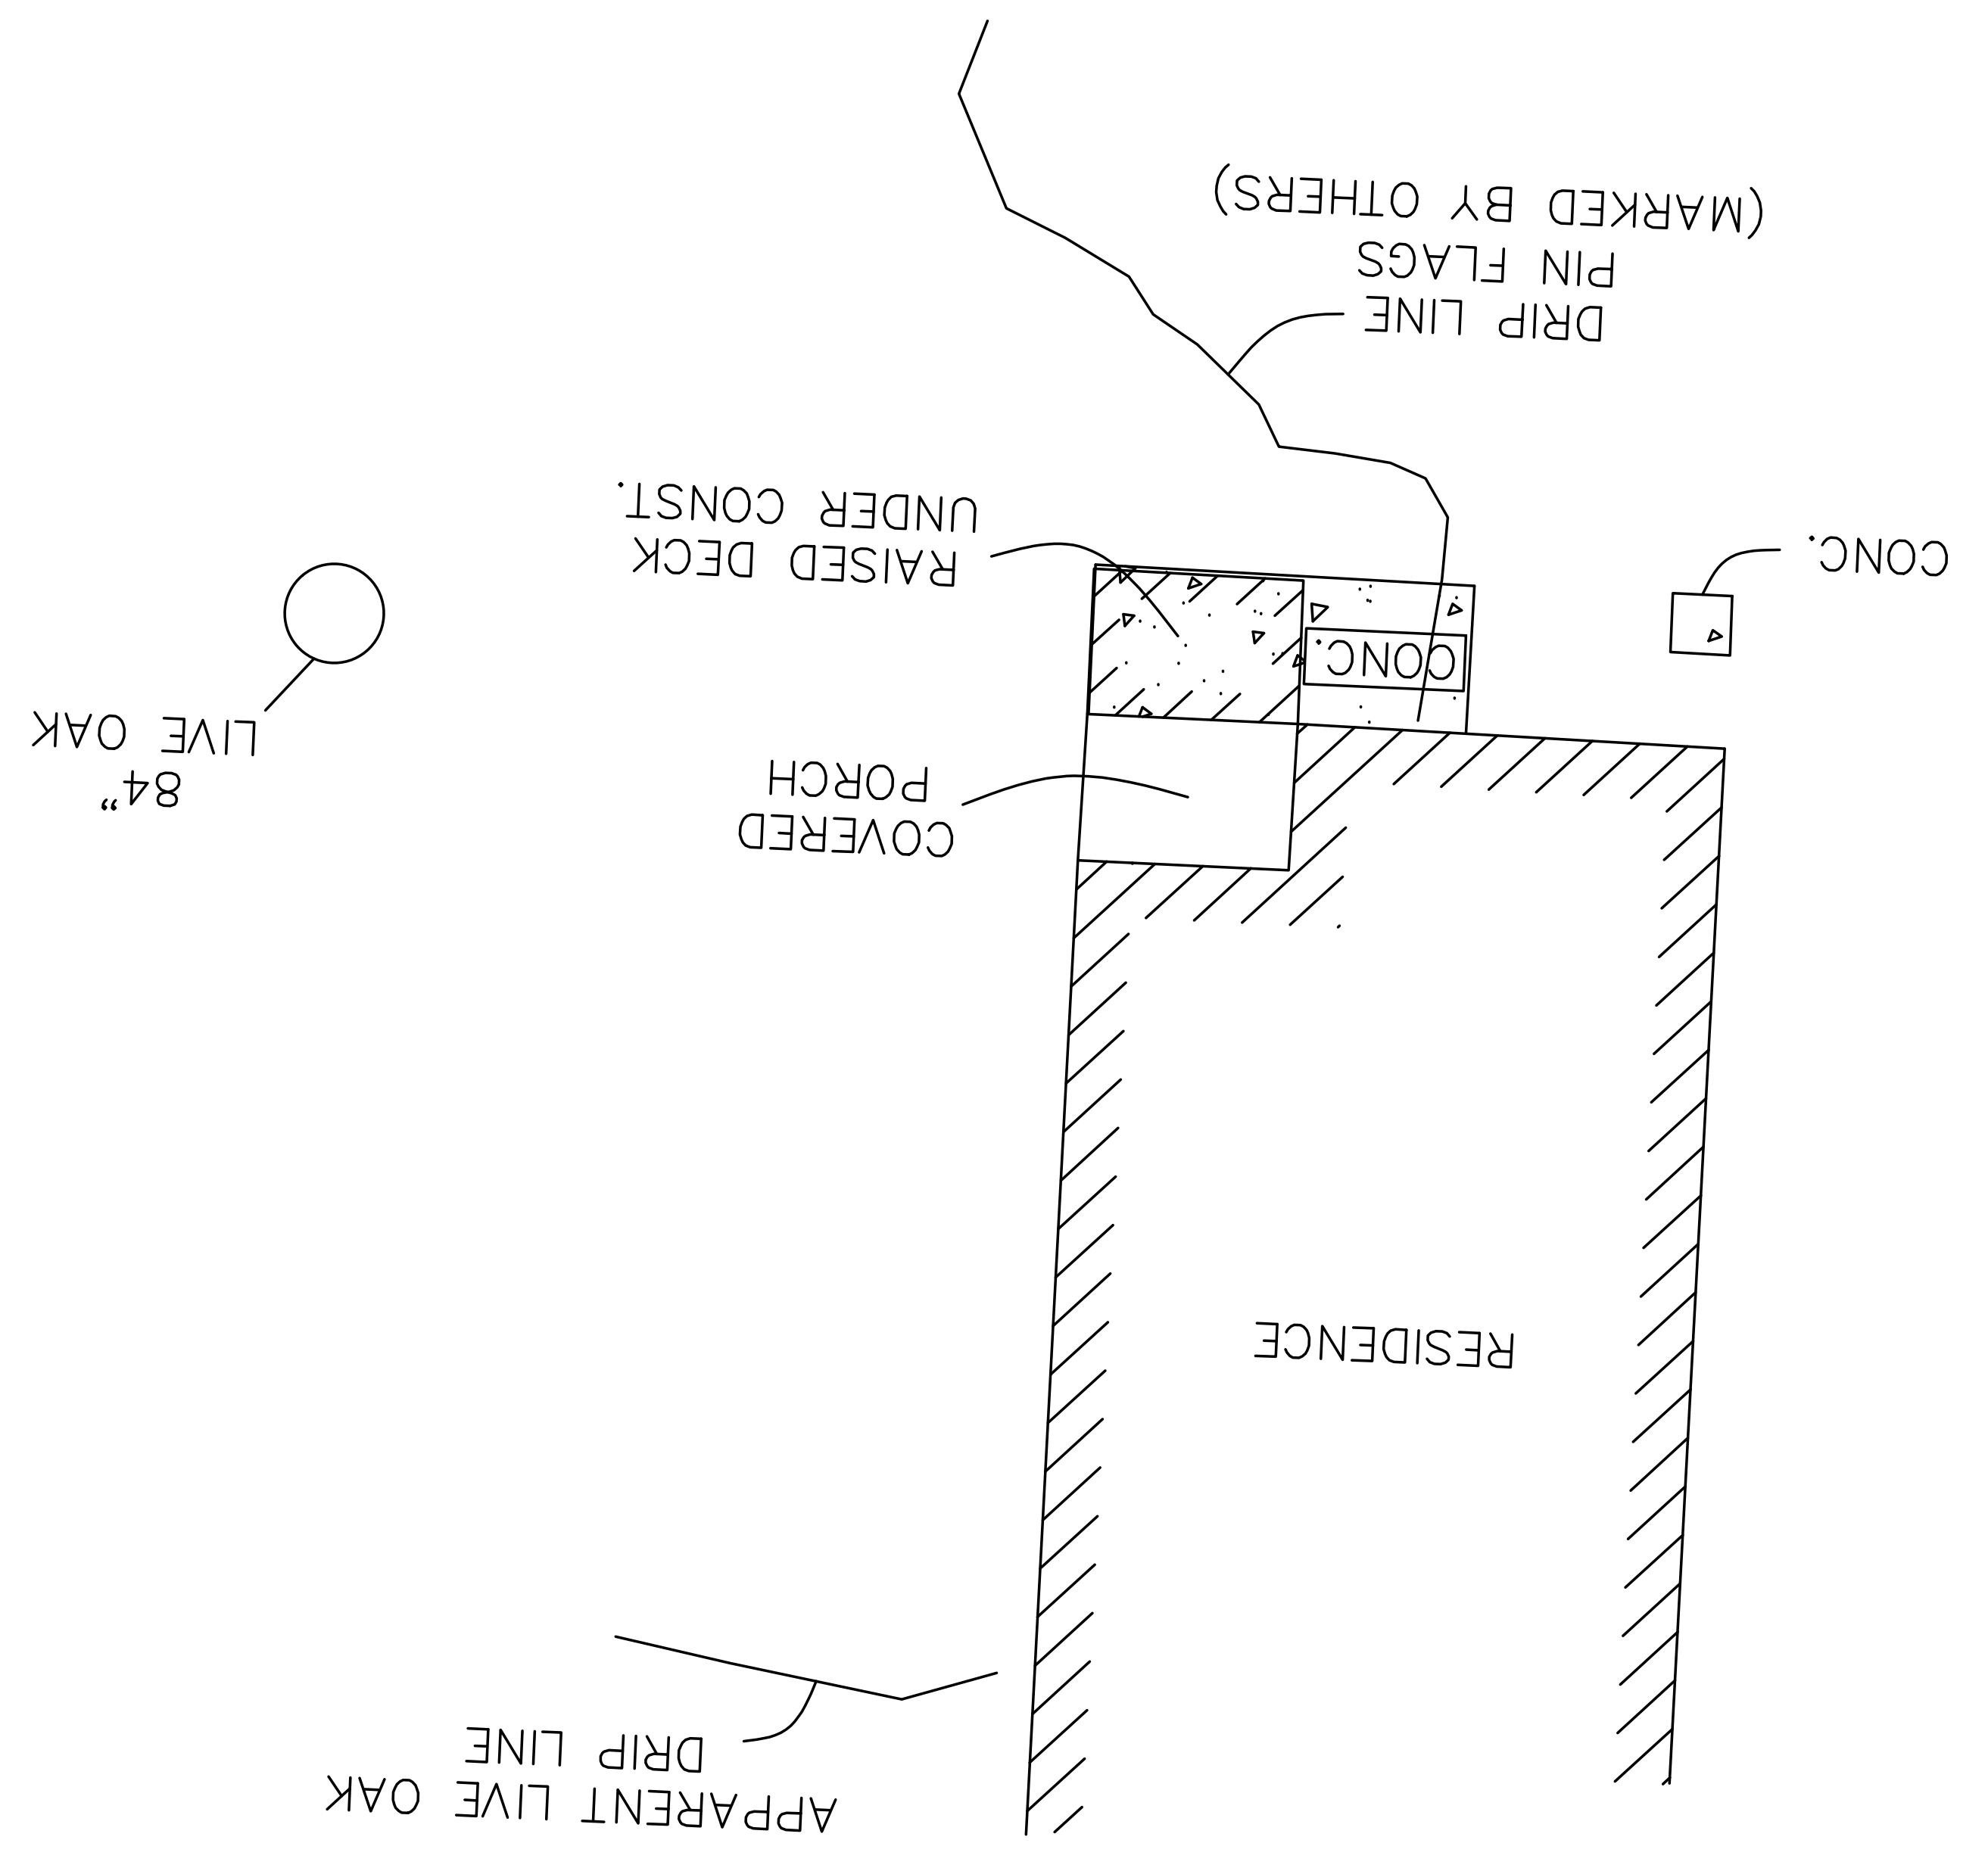 APPARENT LIVE OAK
DRIP LINE
RESIDENCE
COVERED
PORCH
84”
LIVE OAK
CONC.
CONC.
RAISED DECK
UNDER CONST.
DRIP LINE
PIN FLAGS
(MARKED BY OTHERS)